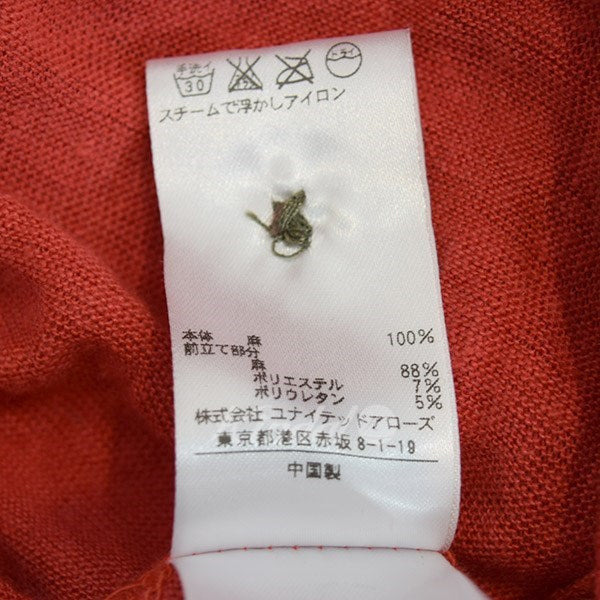 手洗イ 30 ドライ
スチームで浮かしアイロン
本体 麻 100%
前立て部分
麻 88%
ポリエステル 7%
ポリウレタン 5%
株式会社 ユナイテッドアローズ
東京都港区赤坂 8-1-19
中国製